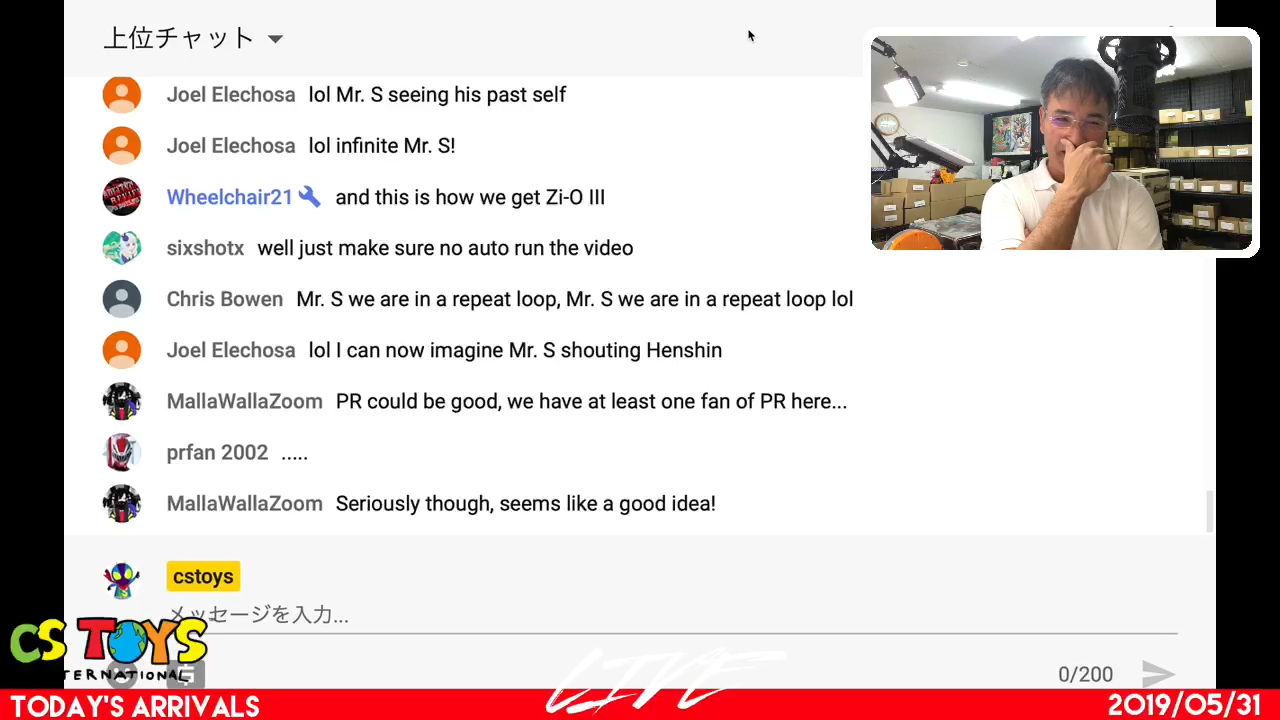 上位チャット
Joel Elechosa lol Mr. S seeing his past self
Joel Elechosa lol infinite Mr. S!
Wheelchair21 and this is how we get Zi-O III
sixshotx well just make sure no auto run the video
Chris Bowen Mr. S we are in a repeat loop, Mr. S we are in a repeat loop lol
Joel Elechosa lol I can now imagine Mr. S shouting Henshin
MallaWallaZoom PR could be good, we have at least one fan of PR here...
prfan 2002 .....
MallaWallaZoom Seriously though, seems like a good idea!
cstoys
メッセージを入力...
CS TOYS
INTERNATIONAL
0/200
LIVE
TODAY'S ARRIVALS
2019/05/31